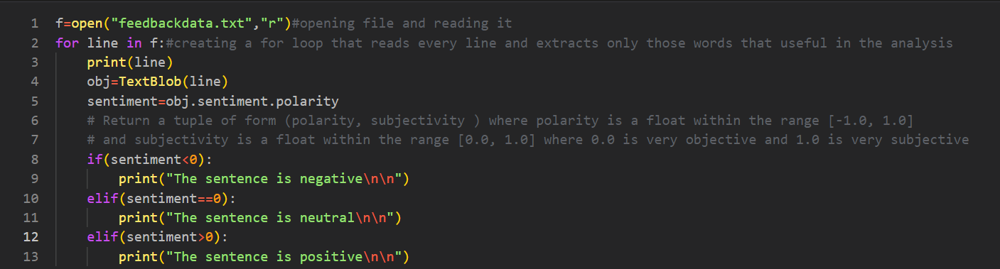 1 f=open("feedbackdata.txt","r")#opening file and reading it
2 for line in f:#creating a for loop that reads every line and extracts only those words that useful in the analysis
3 print(line)
4 obj=TextBlob(line)
5 sentiment=obj.sentiment.polarity
6 # Return a tuple of form (polarity, subjectivity ) where polarity is a float within the range [-1.0, 1.0]
7 # and subjectivity is a float within the range [0.0, 1.0] where 0.0 is very objective and 1.0 is very subjective
8 if(sentiment<0):
9 print("The sentence is negative\n\n")
10 elif(sentiment==0):
11 print("The sentence is neutral\n\n")
12 elif(sentiment>0):
13 print("The sentence is positive\n\n")